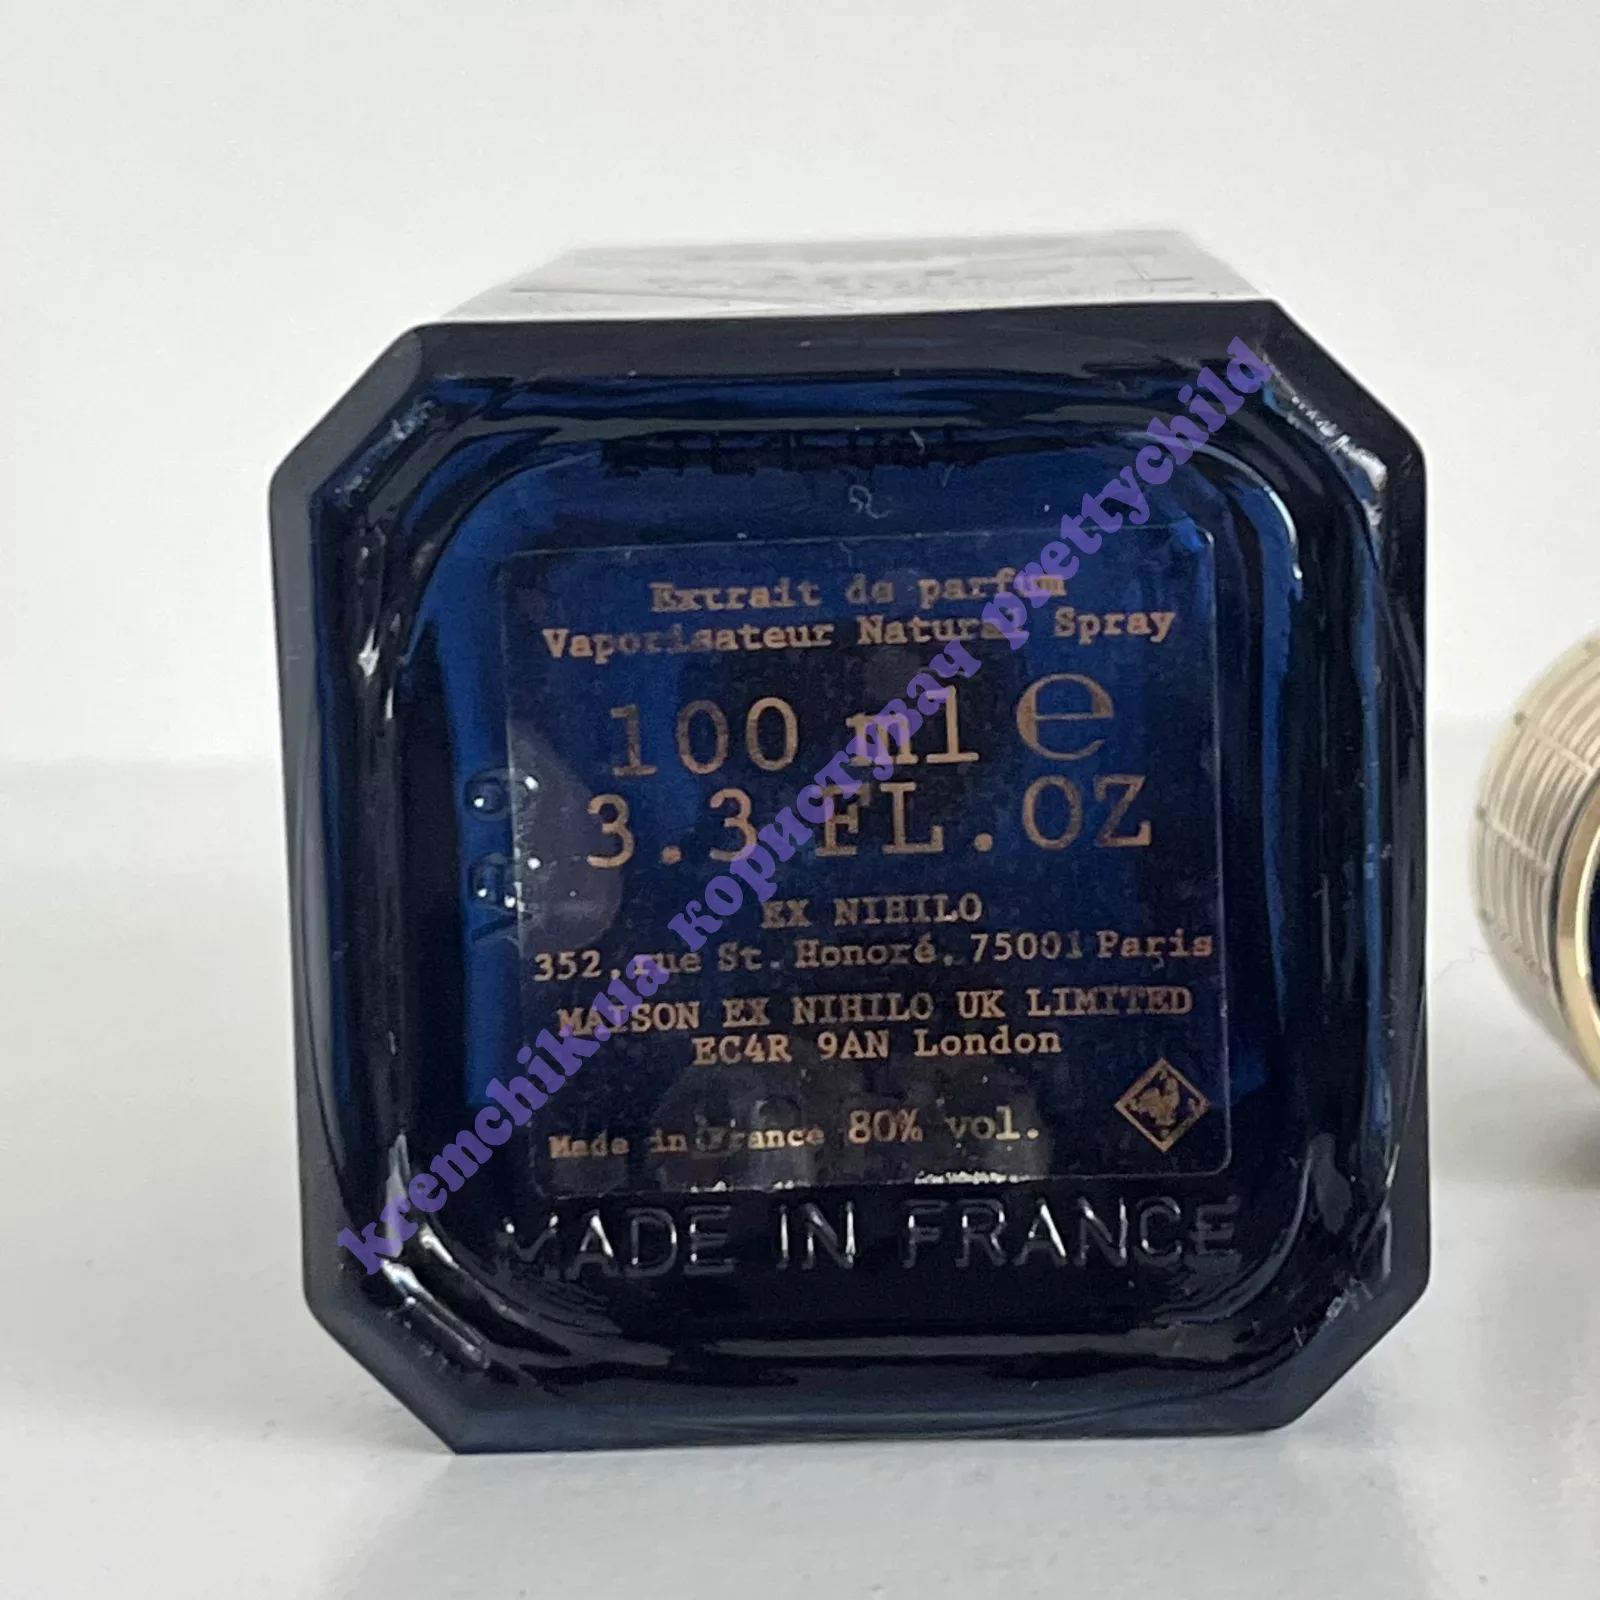 Extrait de parfum
Vaporisateur Natural Spray
100 ml e
3.3 FL.OZ
EX NIHILO
352, rue St. Honoré, 75001 Paris
MAISON EX NIHILO UK LIMITED
EC4R 9AN London
Made in France 80% vol.
MADE IN FRANCE
kremchik.ua користувач prettychild